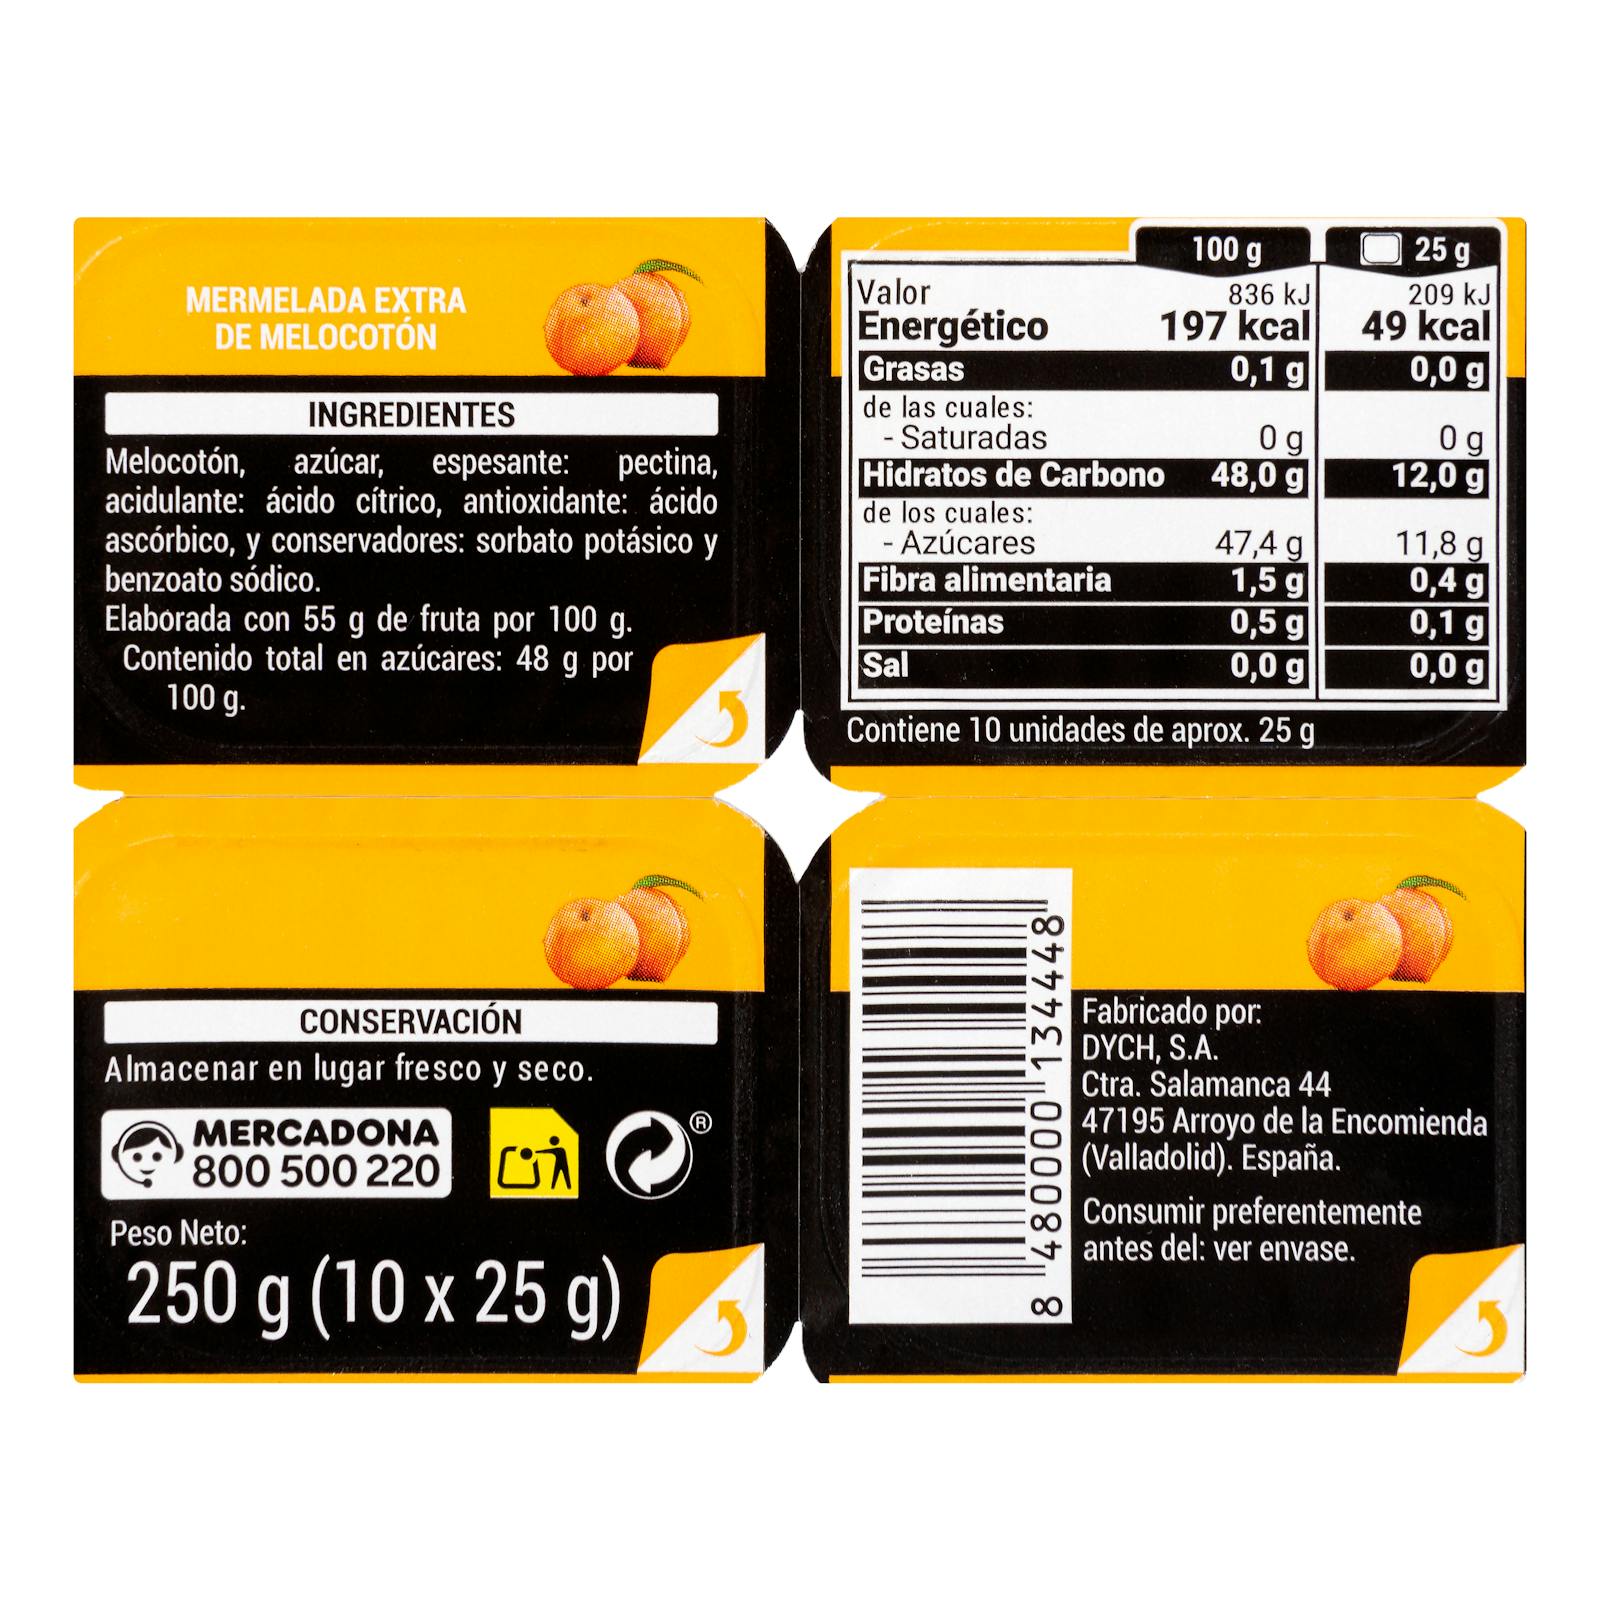 MERMELADA EXTRA
DE MELOCOTÓN
INGREDIENTES
Melocotón, azúcar, espesante: pectina,
acidulante: ácido cítrico, antioxidante: ácido
ascórbico, y conservadores: sorbato potásico y
benzoato sódico.
Elaborada con 55 g de fruta por 100 g.
Contenido total en azúcares: 48 g por
100 g.
100 g 25 g
Valor 836 kJ 209 kJ
Energético 197 kcal 49 kcal
Grasas 0,1 g 0,0 g
de las cuales:
- Saturadas 0 g 0 g
Hidratos de Carbono 48,0 g 12,0 g
de los cuales:
- Azúcares 47,4 g 11,8 g
Fibra alimentaria 1,5 g 0,4 g
Proteínas 0,5 g 0,1 g
Sal 0,0 g 0,0 g
Contiene 10 unidades de aprox. 25 g
CONSERVACIÓN
Almacenar en lugar fresco y seco.
MERCADONA
800 500 220
®
Peso Neto:
250 g (10 x 25 g)
8 480000 134448
Fabricado por:
DYCH, S.A.
Ctra. Salamanca 44
47195 Arroyo de la Encomienda
(Valladolid). España.
Consumir preferentemente
antes del: ver envase.